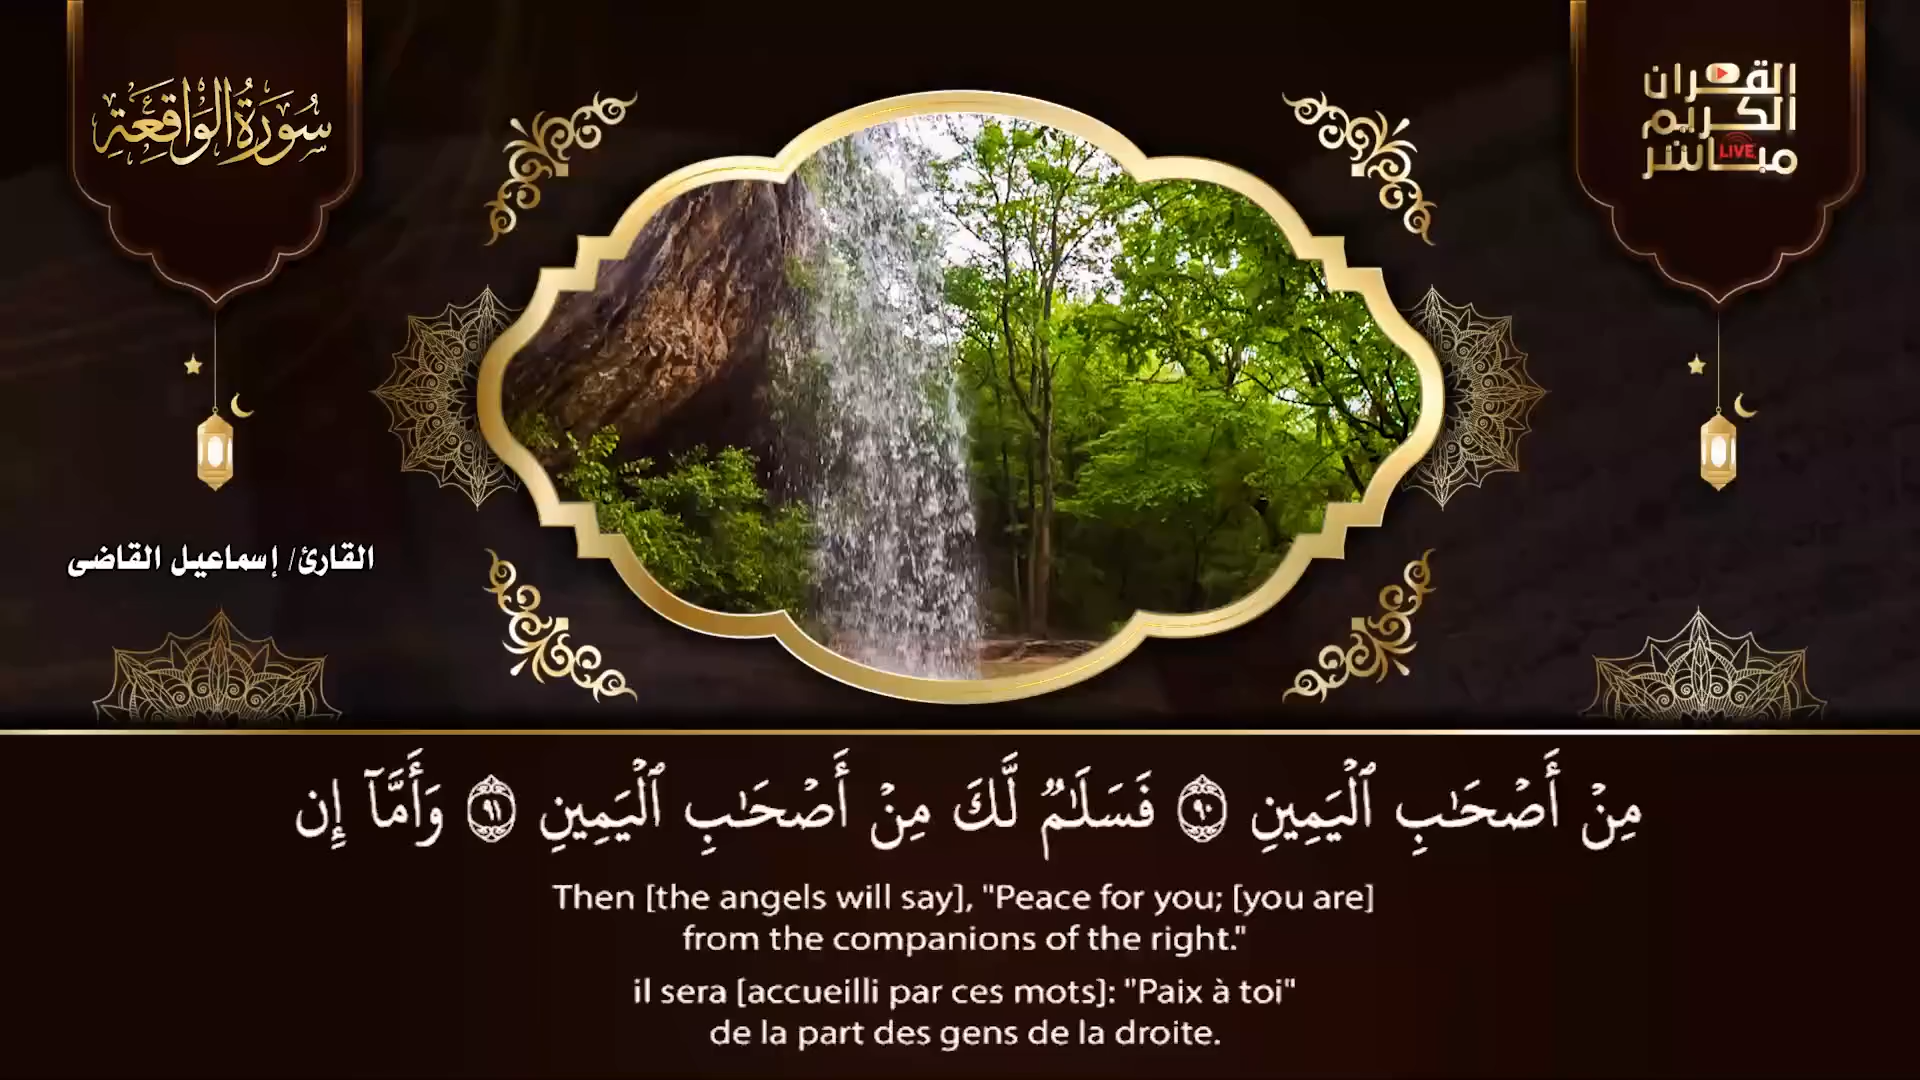 سُورَةُ الْوَاقِعَةِ
القرآن
الكريم
مباشر
LIVE
القارئ/ إسماعيل القاضى
مِنْ أَصْحَٰبِ ٱلْيَمِينِ ٩٠ فَسَلَٰمٌ لَّكَ مِنْ أَصْحَٰبِ ٱلْيَمِينِ ٩١ وَأَمَّآ إِن
Then [the angels will say], "Peace for you; [you are]
from the companions of the right."
il sera [accueilli par ces mots]: "Paix à toi"
de la part des gens de la droite.